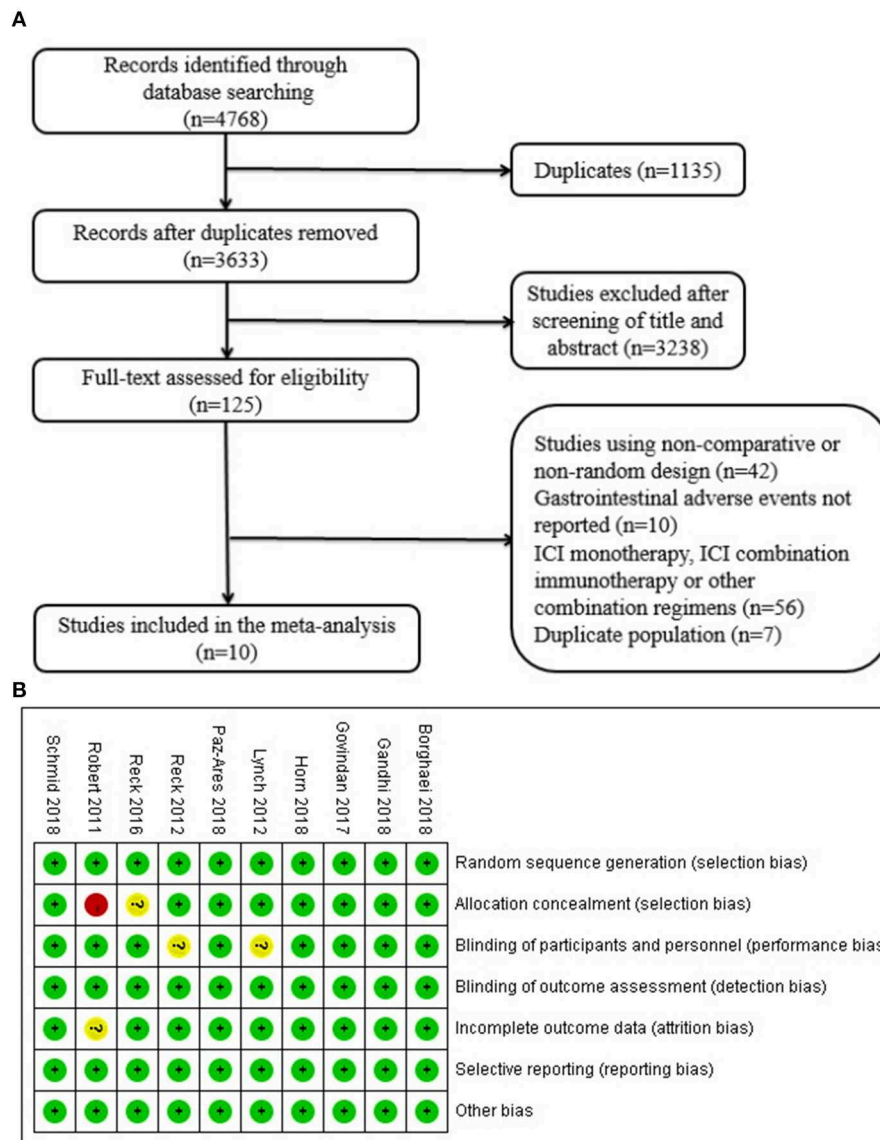 A
Records identified through
database searching
(n=4768)
Duplicates (n=1135)
Records after duplicates removed
(n=3633)
Studies excluded after
screening of title and
abstract (n=3238)
Full-text assessed for eligibility
(n=125)
Studies using non-comparative or
non-random design (n=42)
Gastrointestinal adverse events not
reported (n=10)
ICI monotherapy, ICI combination
immunotherapy or other
combination regimens (n=56)
Duplicate population (n=7)
Studies included in the meta-analysis
(n=10)
B
Schmid 2018
Robert 2011
Reck 2016
Reck 2012
Paz-Ares 2018
Lynch 2012
Horn 2018
Govindan 2017
Gandhi 2018
Borghaei 2018
+ + + + + + + + + + Random sequence generation (selection bias)
+ - ? + + + + + + + Allocation concealment (selection bias)
+ + + ? + ? + + + + Blinding of participants and personnel (performance bias
+ + + + + + + + + + Blinding of outcome assessment (detection bias)
+ ? + + + + + + + + Incomplete outcome data (attrition bias)
+ + + + + + + + + + Selective reporting (reporting bias)
+ + + + + + + + + + Other bias